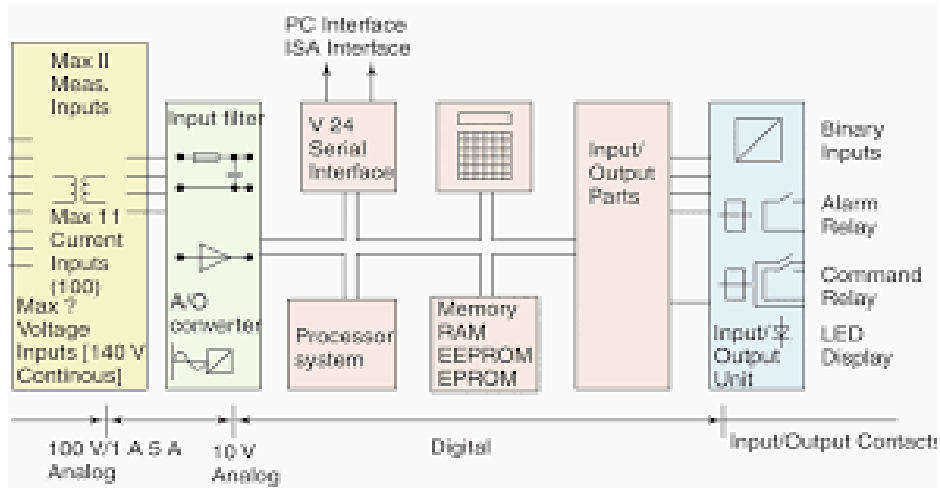 PC Interface
ISA Interface
Max II
Meas.
Inputs
Max 11
Current
Inputs
(100)
Max ?
Voltage
Inputs [140 V
Continous]
Input filter
A/O
converter
V 24
Serial
Interface
Processor
system
Memory
RAM
EEPROM
EPROM
Input/
Output
Parts
Input/
Output
Unit
Binary
Inputs
Alarm
Relay
Command
Relay
LED
Display
100 V/1 A 5 A
Analog
10 V
Analog
Digital
Input/Output Contacts